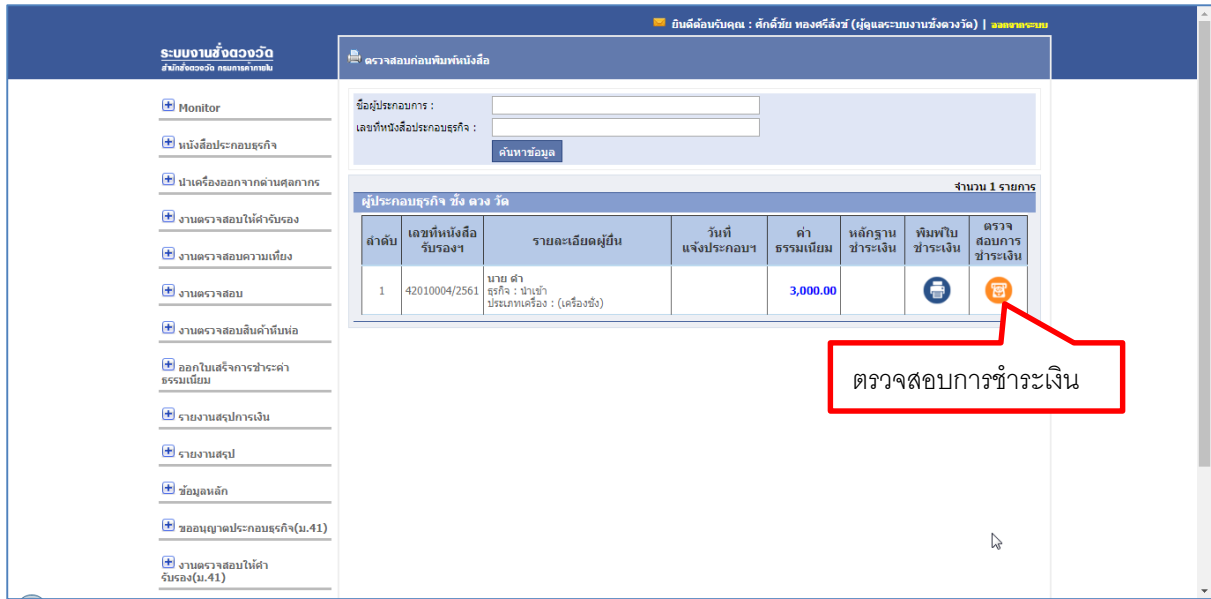 ยินดีต้อนรับคุณ : ศักดิ์ชัย ทองศรีสังข์ (ผู้ดูแลระบบงานชั่งตวงวัด) | ออกจากระบบ
ระบบงานชั่งตวงวัด
สำนักชั่งตวงวัด กรมการค้าภายใน
ตรวจสอบก่อนพิมพ์หนังสือ
Monitor
หนังสือประกอบธุรกิจ
นำเครื่องออกจากด่านศุลกากร
งานตรวจสอบให้คำรับรอง
งานตรวจสอบความเที่ยง
งานตรวจสอบ
งานตรวจสอบสินค้าหีบห่อ
ออกใบเสร็จการชำระค่า
ธรรมเนียม
รายงานสรุปการเงิน
รายงานสรุป
ข้อมูลหลัก
ขออนุญาตประกอบธุรกิจ(ม.41)
งานตรวจสอบให้คำ
รับรอง(ม.41)
ชื่อผู้ประกอบการ :
เลขที่หนังสือประกอบธุรกิจ :
ค้นหาข้อมูล
จำนวน 1 รายการ
ผู้ประกอบธุรกิจ ชั่ง ตวง วัด
ลำดับ เลขที่หนังสือรับรองฯ รายละเอียดผู้ยื่น วันที่แจ้งประกอบฯ ค่าธรรมเนียม หลักฐานชำระเงิน พิมพ์ใบชำระเงิน ตรวจสอบการชำระเงิน
1 42010004/2561 นาย ดำ 3,000.00
ธุรกิจ : นำเข้า
ประเภทเครื่อง : (เครื่องชั่ง)
ตรวจสอบการชำระเงิน